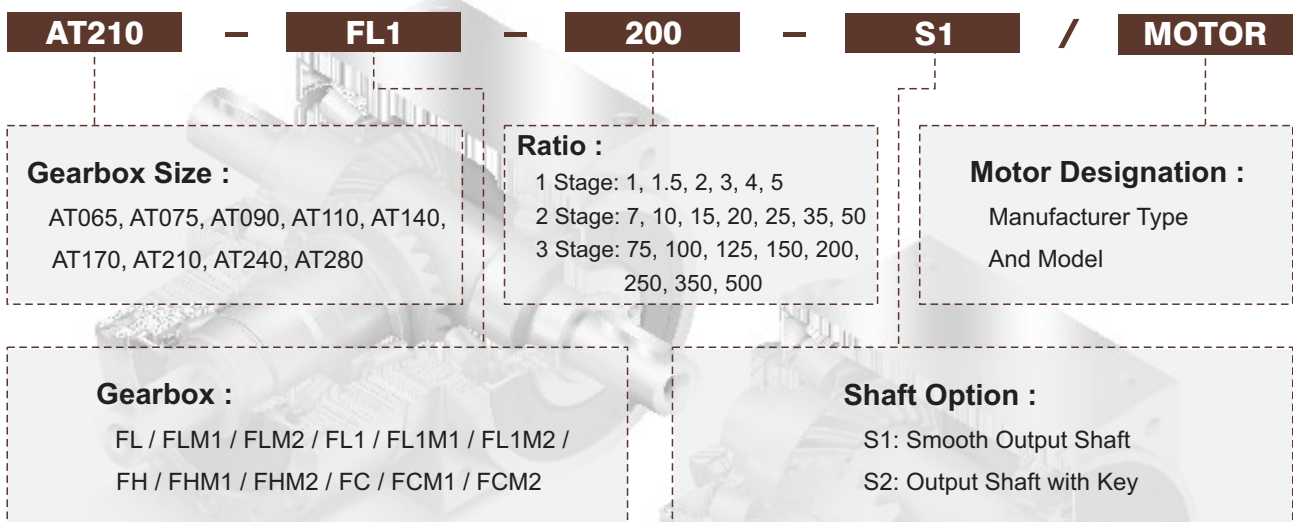 AT210 – FL1 – 200 – S1 / MOTOR
Gearbox Size :
AT065, AT075, AT090, AT110, AT140,
AT170, AT210, AT240, AT280
Ratio :
1 Stage: 1, 1.5, 2, 3, 4, 5
2 Stage: 7, 10, 15, 20, 25, 35, 50
3 Stage: 75, 100, 125, 150, 200,
250, 350, 500
Motor Designation :
Manufacturer Type
And Model
Gearbox :
FL / FLM1 / FLM2 / FL1 / FL1M1 / FL1M2 /
FH / FHM1 / FHM2 / FC / FCM1 / FCM2
Shaft Option :
S1: Smooth Output Shaft
S2: Output Shaft with Key